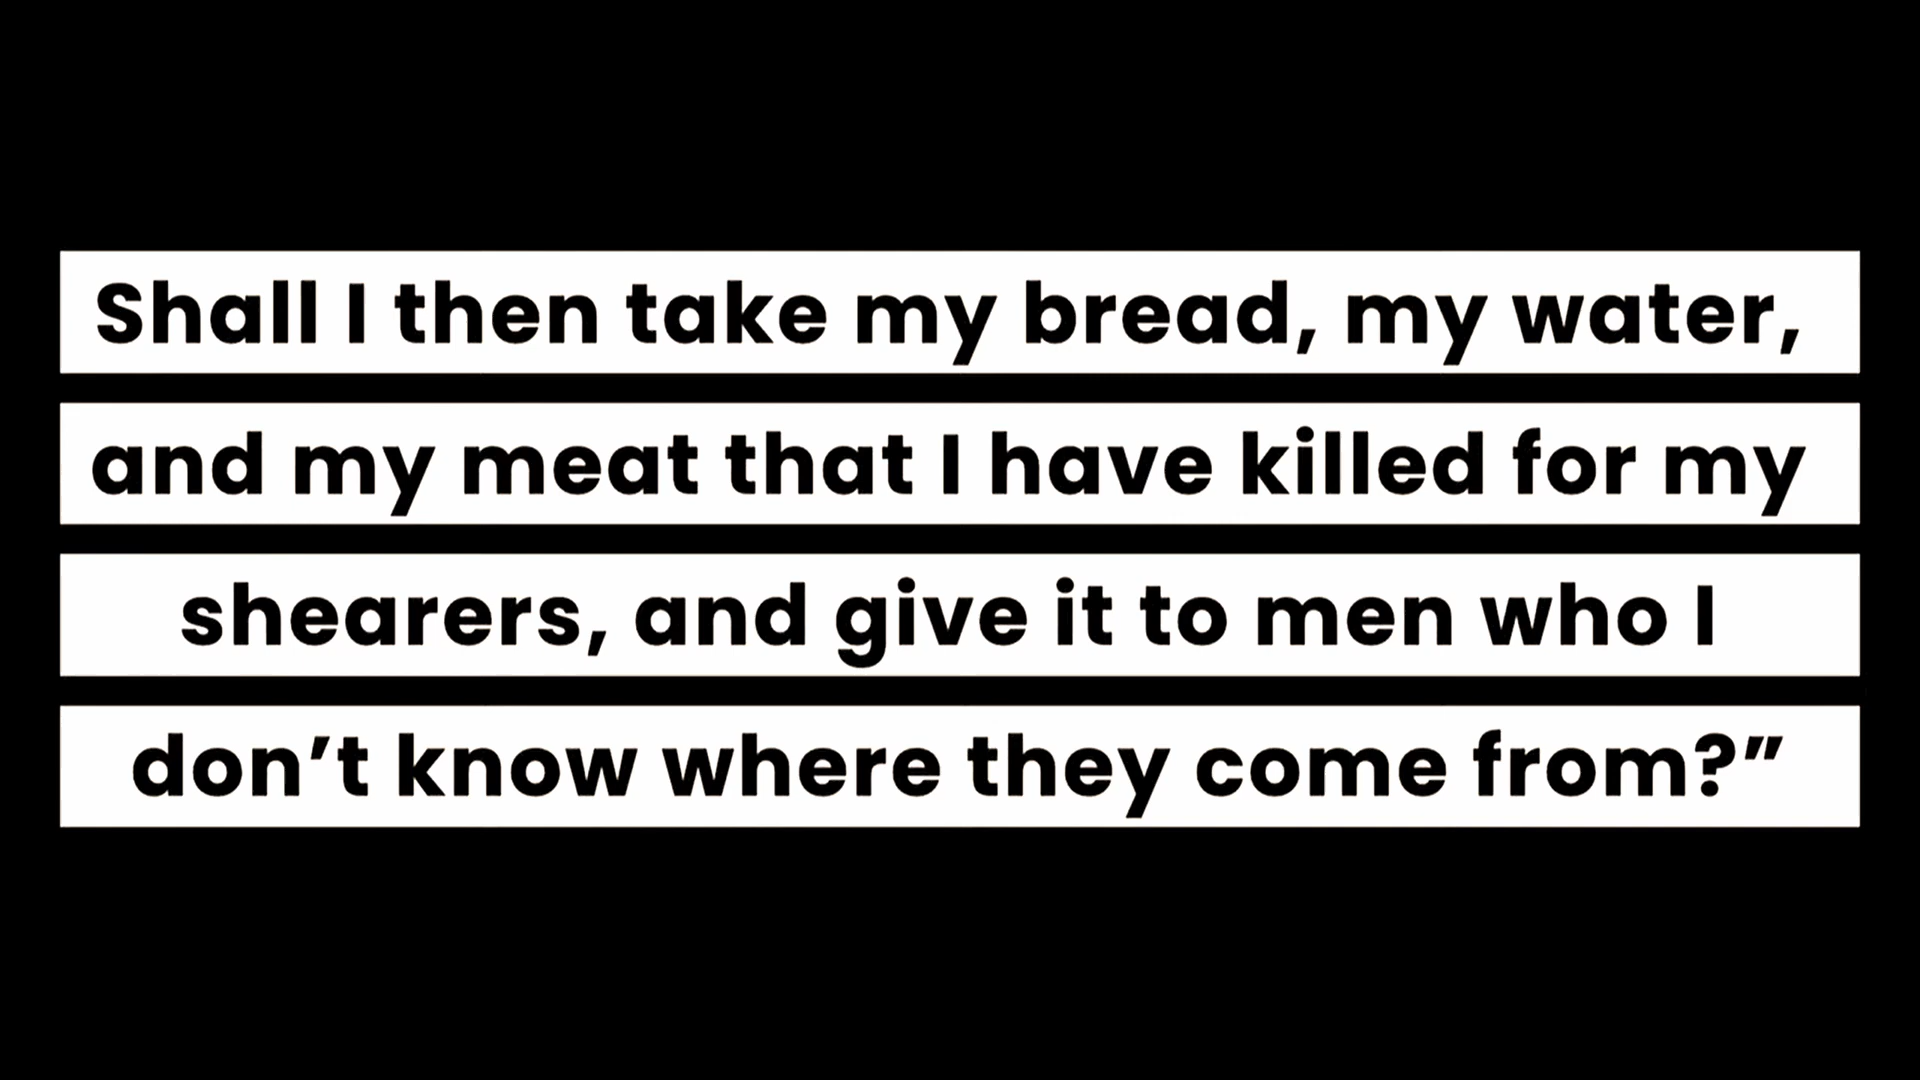 Shall I then take my bread, my water,
and my meat that I have killed for my
shearers, and give it to men who I
don’t know where they come from?”